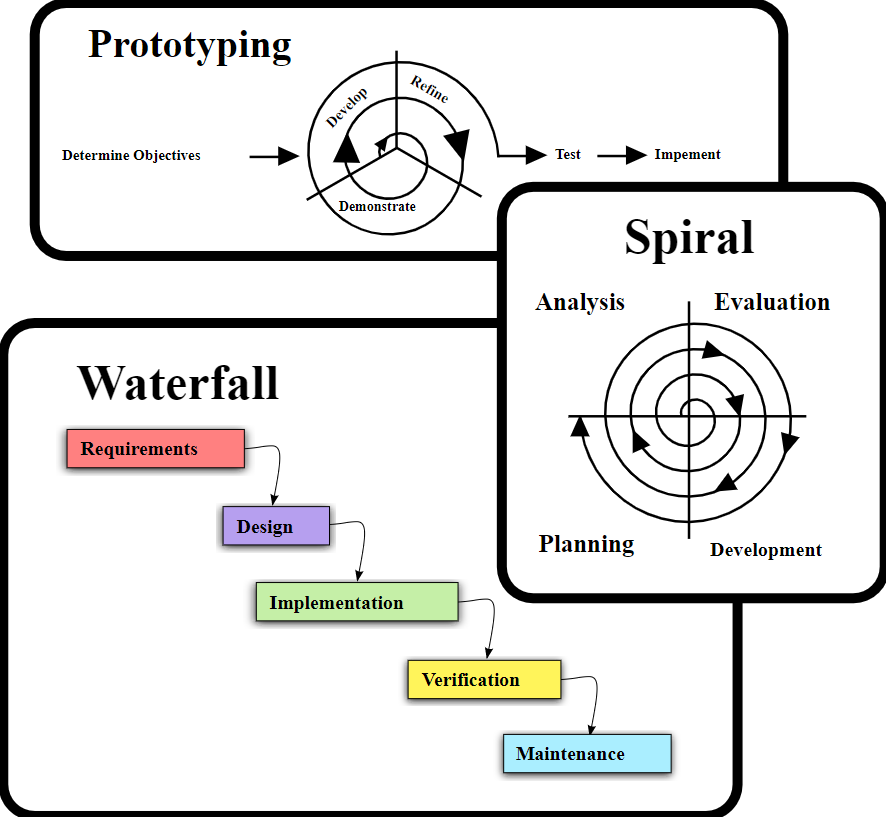 Prototyping
Develop
Refine
Determine Objectives
Test
Impement
Demonstrate
Spiral
Analysis
Evaluation
Planning
Development
Waterfall
Requirements
Design
Implementation
Verification
Maintenance